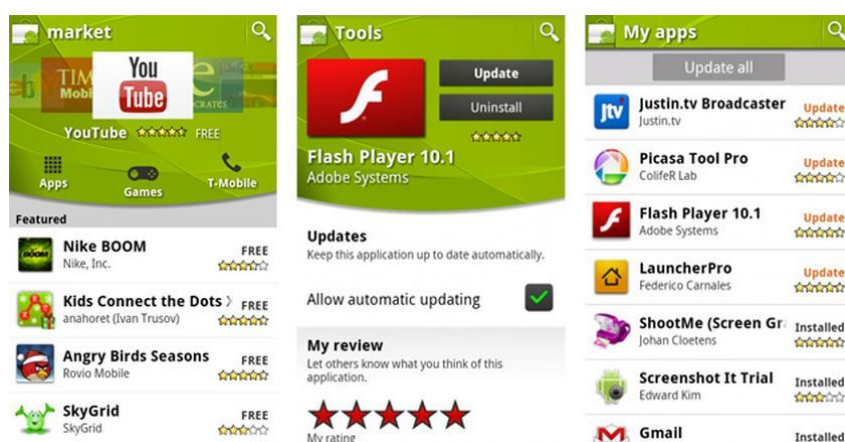 market
TIM
Mobi
You
Tube
CRATES
YouTube FREE
Apps
Games
T-Mobile
Featured
Nike BOOM
FREE
Nike, Inc.
Kids Connect the Dots
FREE
anahoret (Ivan Trusov)
Angry Birds Seasons
FREE
Rovio Mobile
SkyGrid
FREE
SkyGrid
Tools
Update
Uninstall
Flash Player 10.1
Adobe Systems
Updates
Keep this application up to date automatically.
Allow automatic updating
My review
Let others know what you think of this
application.
My rating
My apps
Update all
jtv
Justin.tv Broadcaster
Update
Justin.tv
Picasa Tool Pro
Update
ColifeR Lab
Flash Player 10.1
Update
Adobe Systems
LauncherPro
Update
Federico Carnales
ShootMe (Screen Gra
Installed
Johan Cloetens
Screenshot It Trial
Installed
Edward Kim
Gmail
Installed